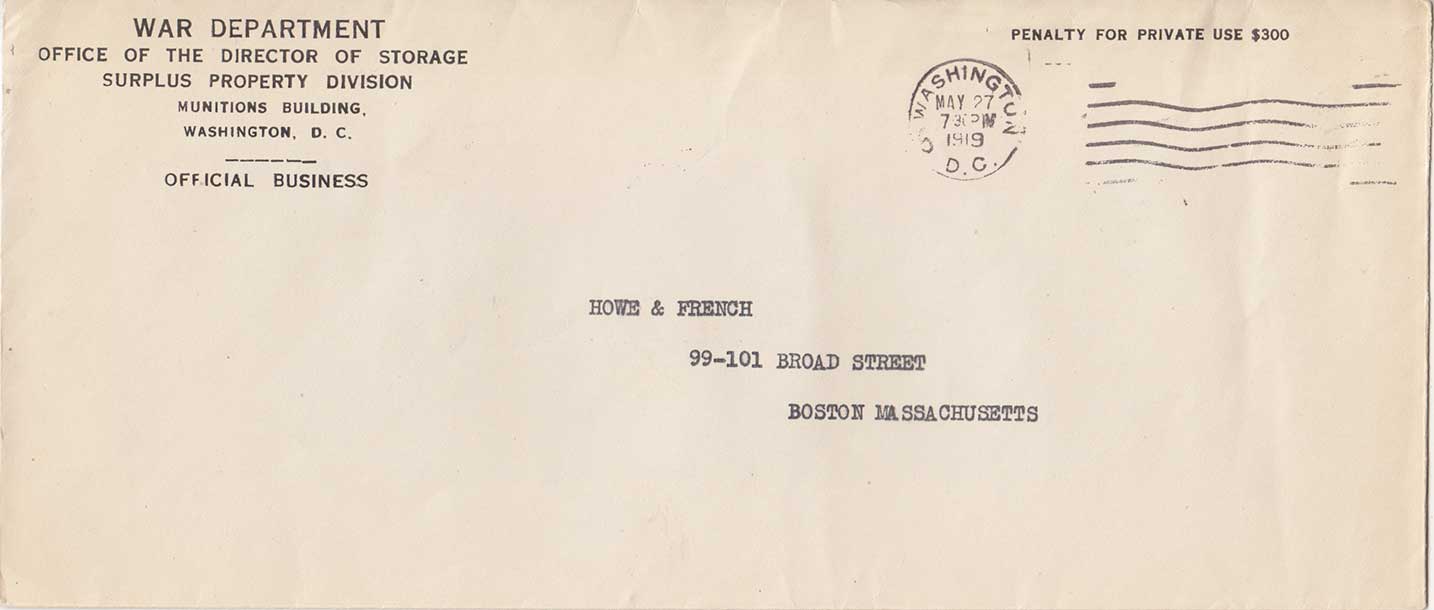 WAR DEPARTMENT
OFFICE OF THE DIRECTOR OF STORAGE
SURPLUS PROPERTY DIVISION
MUNITIONS BUILDING,
WASHINGTON, D. C.
OFFICIAL BUSINESS
PENALTY FOR PRIVATE USE $300
WASHINGTON
MAY 27
7 30 PM
1919
D.C.
HOWE & FRENCH
99-101 BROAD STREET
BOSTON MASSACHUSETTS